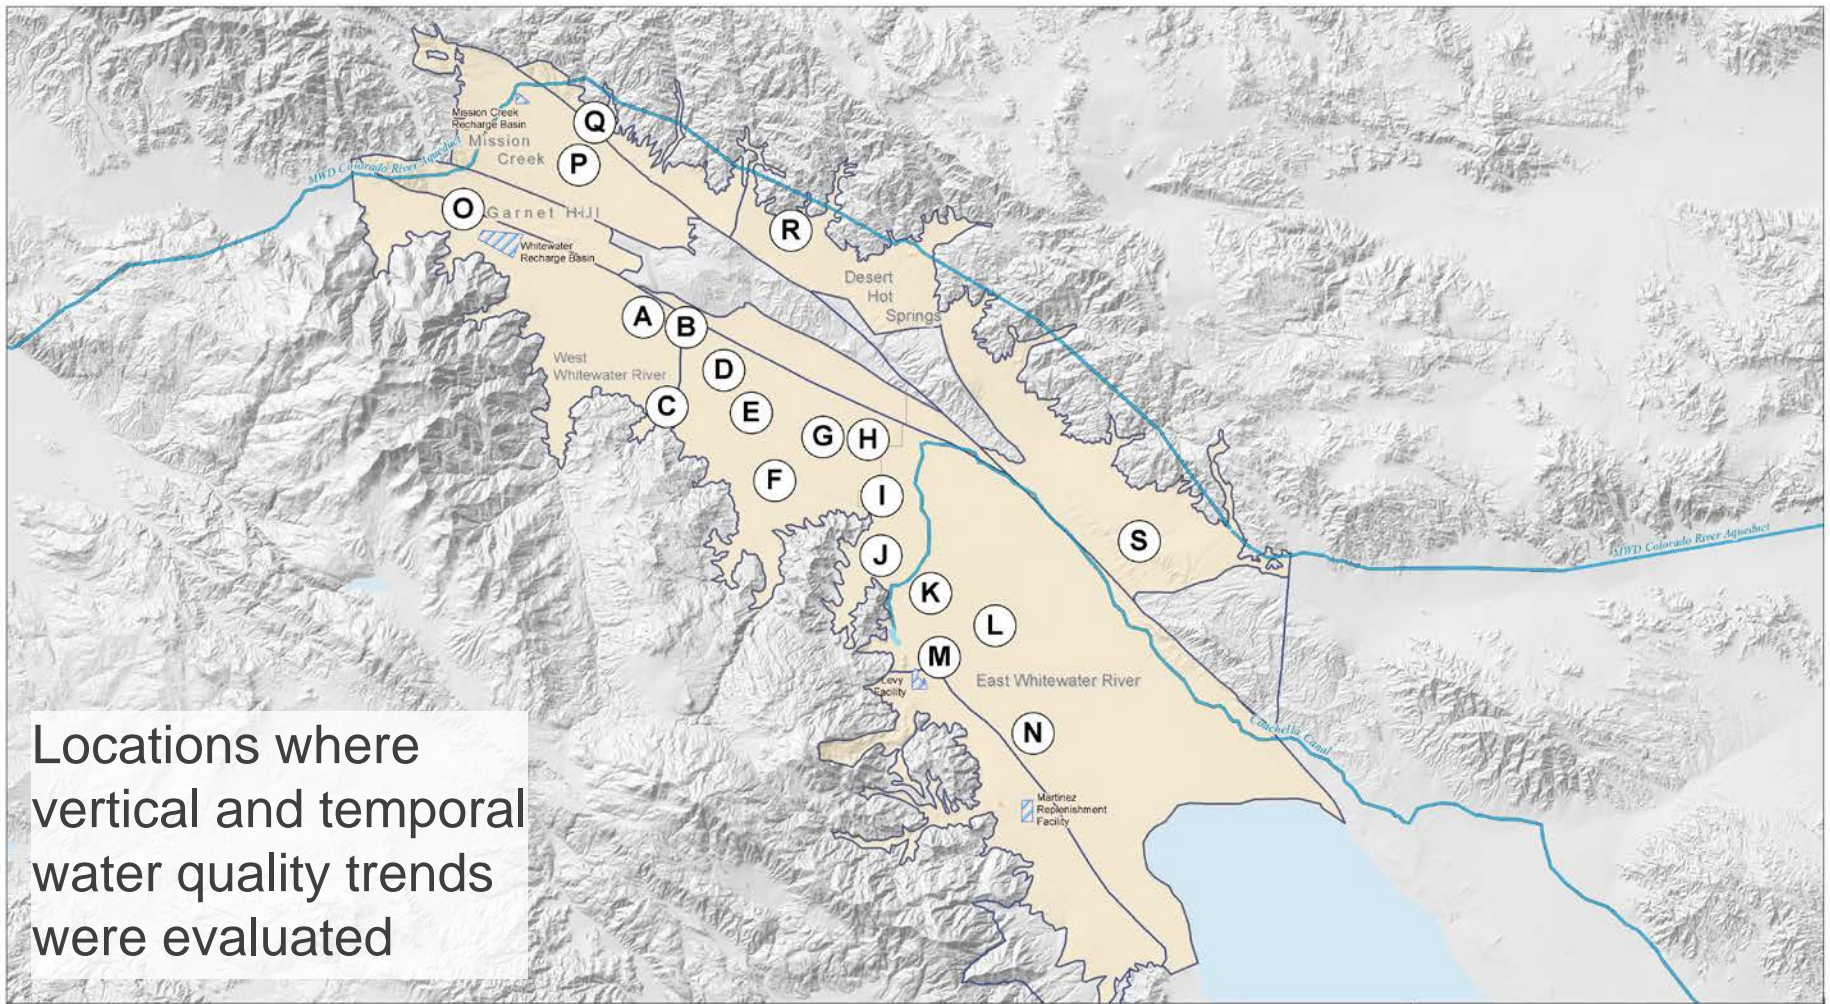 Mission Creek
Recharge Basin
Mission
Creek
MWD Colorado River Aqueduct
Q
P
O
Garnet Hill
Whitewater
Recharge Basin
R
Desert
Hot
Springs
A
B
West
Whitewater River
D
C
E
G
H
F
I
J
S
MWD Colorado River Aqueduct
K
L
M
Levy
Facility
East Whitewater River
N
Coachella Canal
Martinez
Replenishment
Facility
Locations where
vertical and temporal
water quality trends
were evaluated